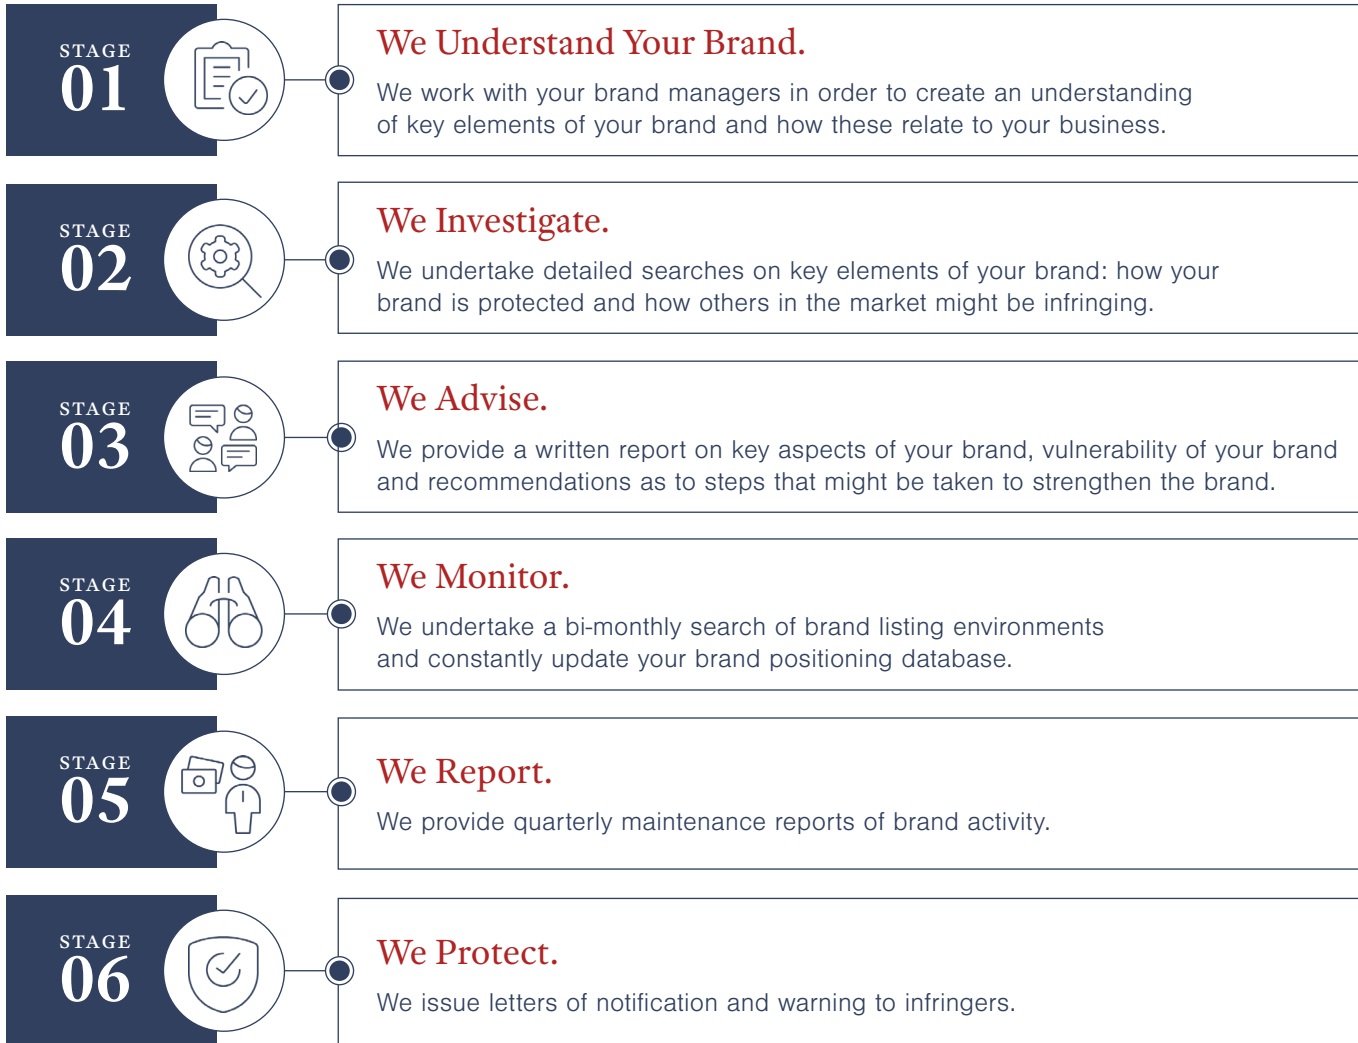 STAGE
01
We Understand Your Brand.
We work with your brand managers in order to create an understanding
of key elements of your brand and how these relate to your business.
STAGE
02
We Investigate.
We undertake detailed searches on key elements of your brand: how your
brand is protected and how others in the market might be infringing.
STAGE
03
We Advise.
We provide a written report on key aspects of your brand, vulnerability of your brand
and recommendations as to steps that might be taken to strengthen the brand.
STAGE
04
We Monitor.
We undertake a bi-monthly search of brand listing environments
and constantly update your brand positioning database.
STAGE
05
We Report.
We provide quarterly maintenance reports of brand activity.
STAGE
06
We Protect.
We issue letters of notification and warning to infringers.